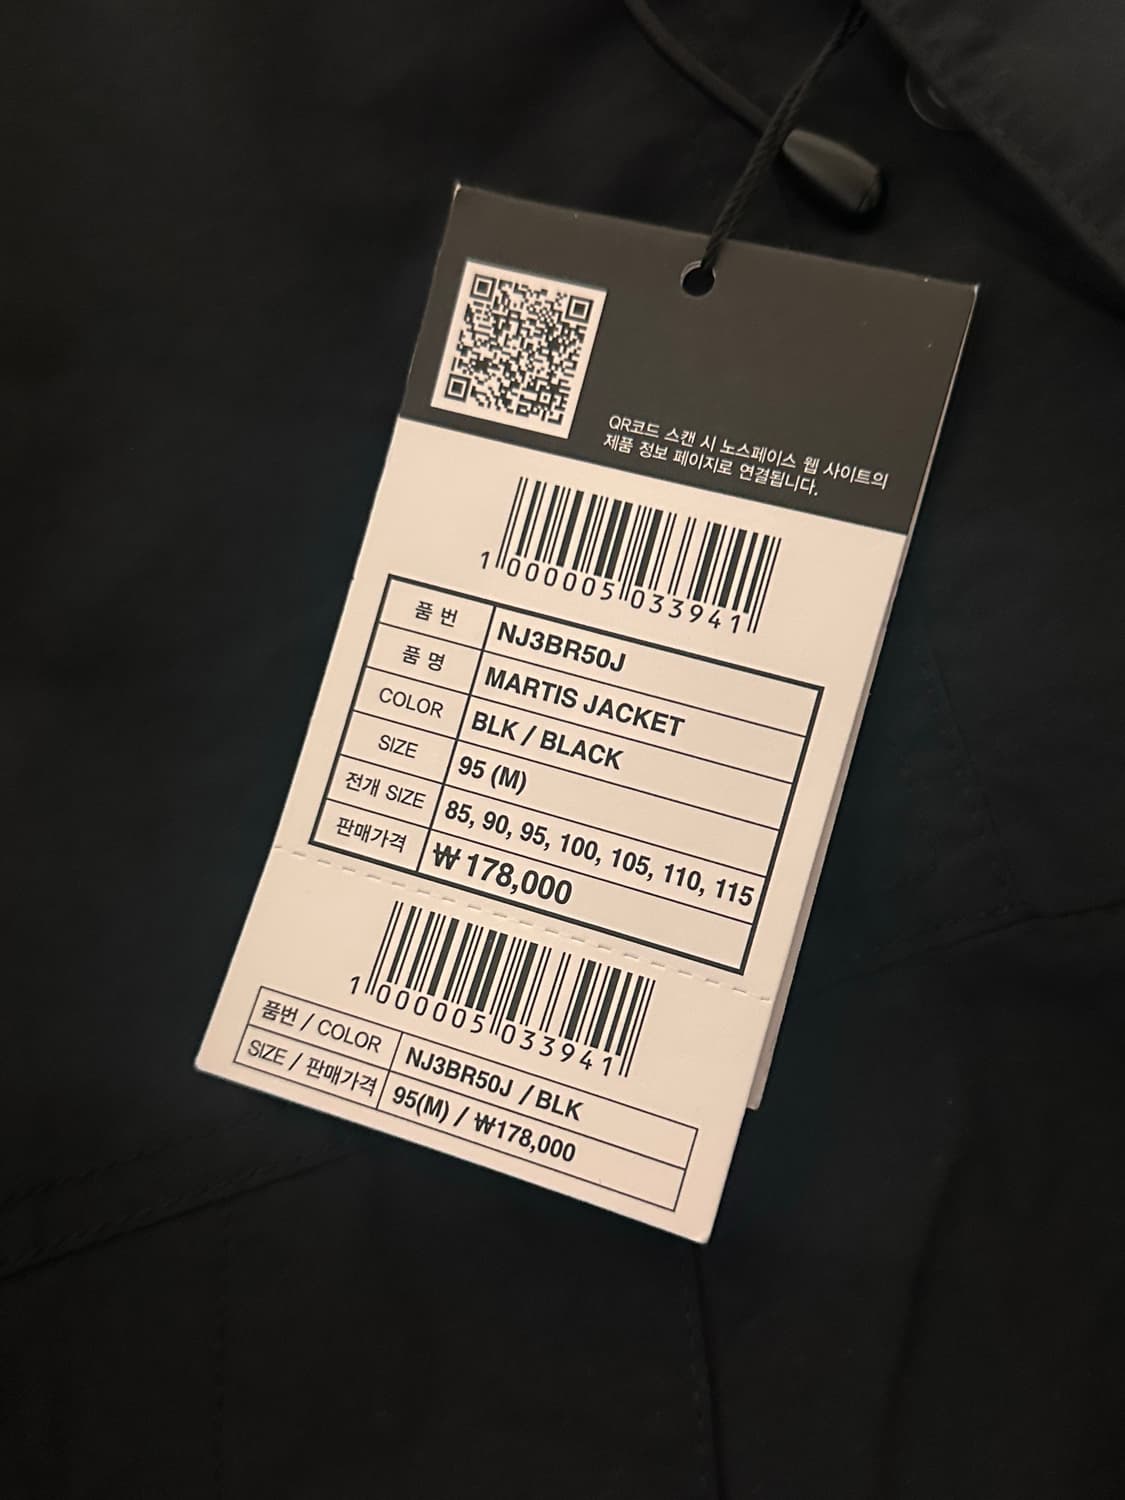 QR코드 스캔 시 노스페이스 웹 사이트의
제품 정보 페이지로 연결됩니다.
1 000005 033941
품 번 NJ3BR50J
품 명 MARTIS JACKET
COLOR BLK / BLACK
SIZE 95 (M)
전개 SIZE 85, 90, 95, 100, 105, 110, 115
판매가격 ₩ 178,000
1 000005 033941
품번 / COLOR NJ3BR50J / BLK
SIZE / 판매가격 95(M) / ₩178,000